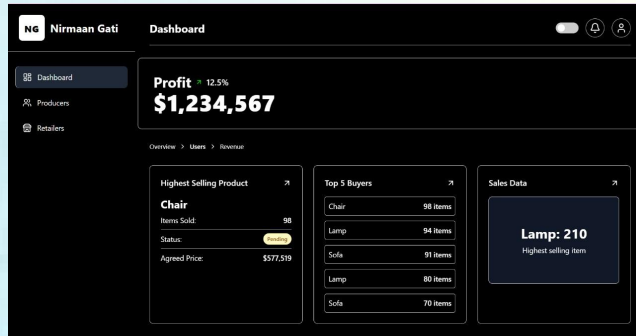 NG Nirmaan Gati
Dashboard
Dashboard
Producers
Retailers
Profit 12.5%
$1,234,567
Overview > Users > Revenue
Highest Selling Product
Chair
Items Sold: 98
Status: Pending
Agreed Price: $577,519
Top 5 Buyers
Chair 98 items
Lamp 94 items
Sofa 91 items
Lamp 80 items
Sofa 70 items
Sales Data
Lamp: 210
Highest selling item